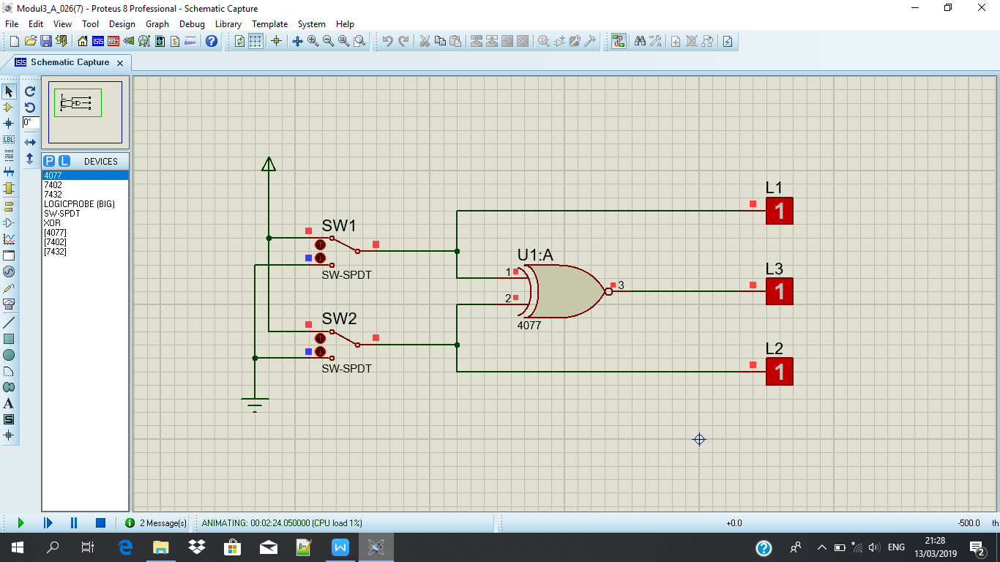 Modul3_A_026(7) - Proteus 8 Professional - Schematic Capture
File Edit View Tool Design Graph Debug Library Template System Help
Schematic Capture
0°
LBL
P L DEVICES
4077
7402
7432
LOGICPROBE (BIG)
SW-SPDT
XOR
[4077]
[7402]
[7432]
A
S
SW1
SW-SPDT
SW2
SW-SPDT
U1:A
1
2
3
4077
L1
1
L3
1
L2
1
2 Message(s)
ANIMATING: 00:02:24.050000 (CPU load 1%)
+0.0
-500.0
th
ENG
21:28
13/03/2019
2